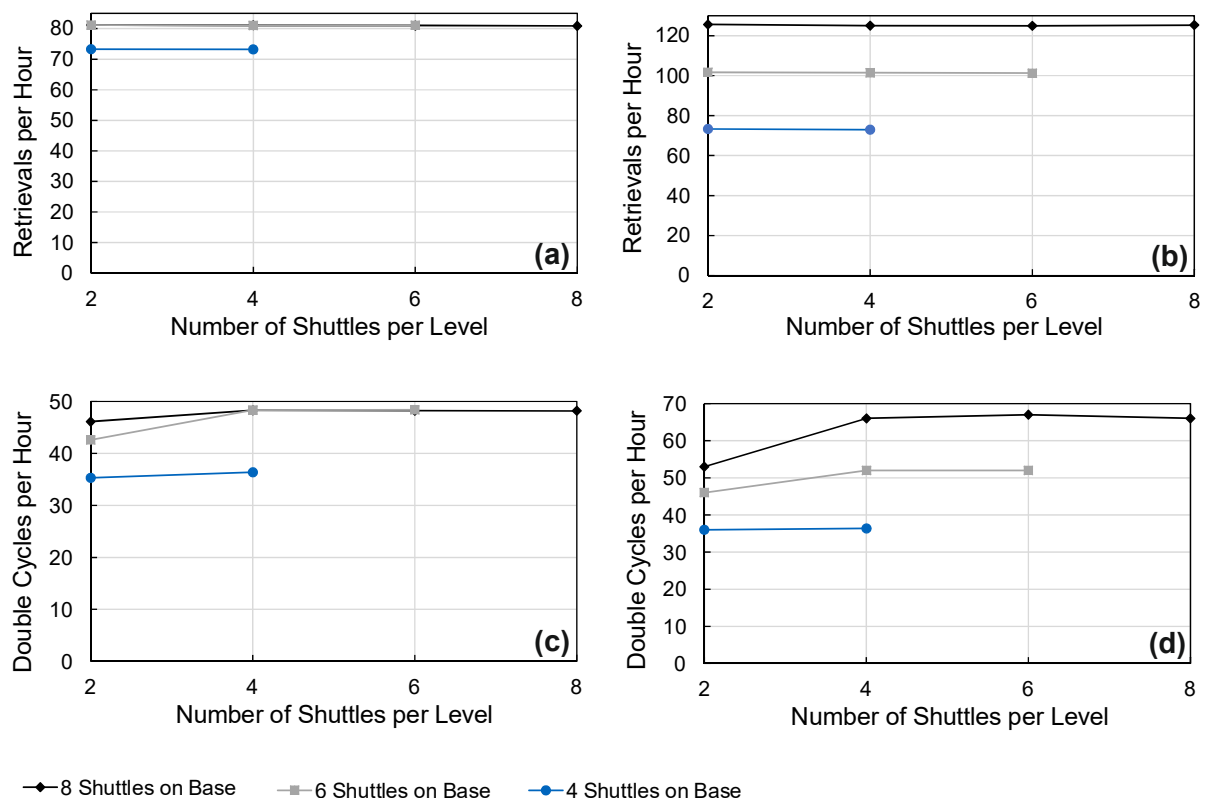 Retrievals per Hour
80
70
60
50
40
30
20
10
0
2 4 6 8
Number of Shuttles per Level
(a)
Retrievals per Hour
120
100
80
60
40
20
0
2 4 6 8
Number of Shuttles per Level
(b)
Double Cycles per Hour
50
40
30
20
10
0
2 4 6 8
Number of Shuttles per Level
(c)
Double Cycles per Hour
70
60
50
40
30
20
10
0
2 4 6 8
Number of Shuttles per Level
(d)
8 Shuttles on Base 6 Shuttles on Base 4 Shuttles on Base